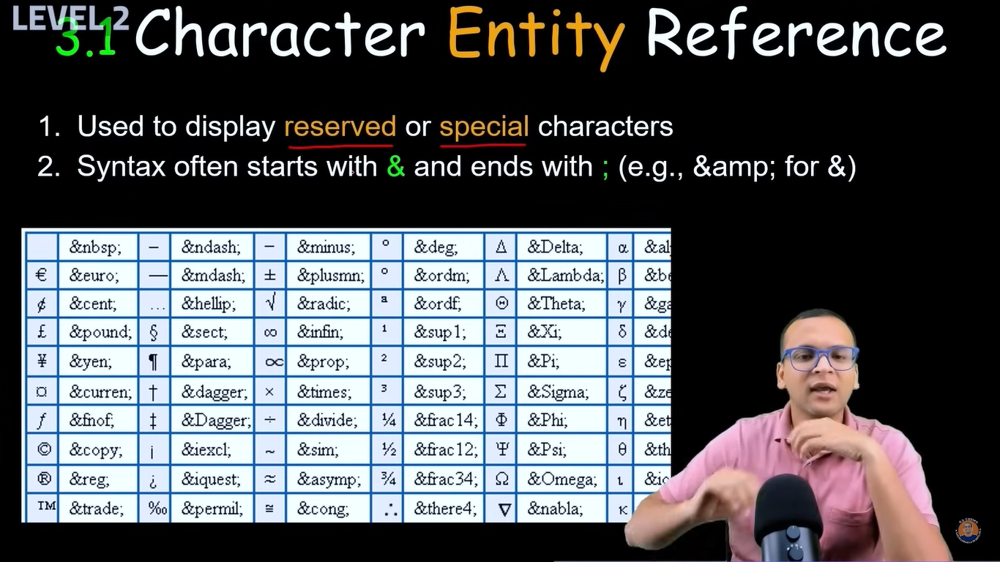 LEVEL 2
3.1 Character Entity Reference
1. Used to display reserved or special characters
2. Syntax often starts with & and ends with ; (e.g., &amp; for &)
&nbsp; – &ndash; − &minus; ° &deg; Δ &Delta; α &al
€ &euro; — &mdash; ± &plusmn; º &ordm; Λ &Lambda; β &be
¢ &cent; … &hellip; √ &radic; ª &ordf; Θ &Theta; γ &ga
£ &pound; § &sect; ∞ &infin; ¹ &sup1; Ξ &Xi; δ &de
¥ &yen; ¶ &para; ∝ &prop; ² &sup2; Π &Pi; ε &ep
¤ &curren; † &dagger; × &times; ³ &sup3; Σ &Sigma; ζ &ze
ƒ &fnof; ‡ &Dagger; ÷ &divide; ¼ &frac14; Φ &Phi; η &et
© &copy; ¡ &iexcl; ~ &sim; ½ &frac12; Ψ &Psi; θ &th
® &reg; ¿ &iquest; ≈ &asymp; ¾ &frac34; Ω &Omega; ι &io
™ &trade; ‰ &permil; ≅ &cong; ∴ &there4; ∇ &nabla; κ